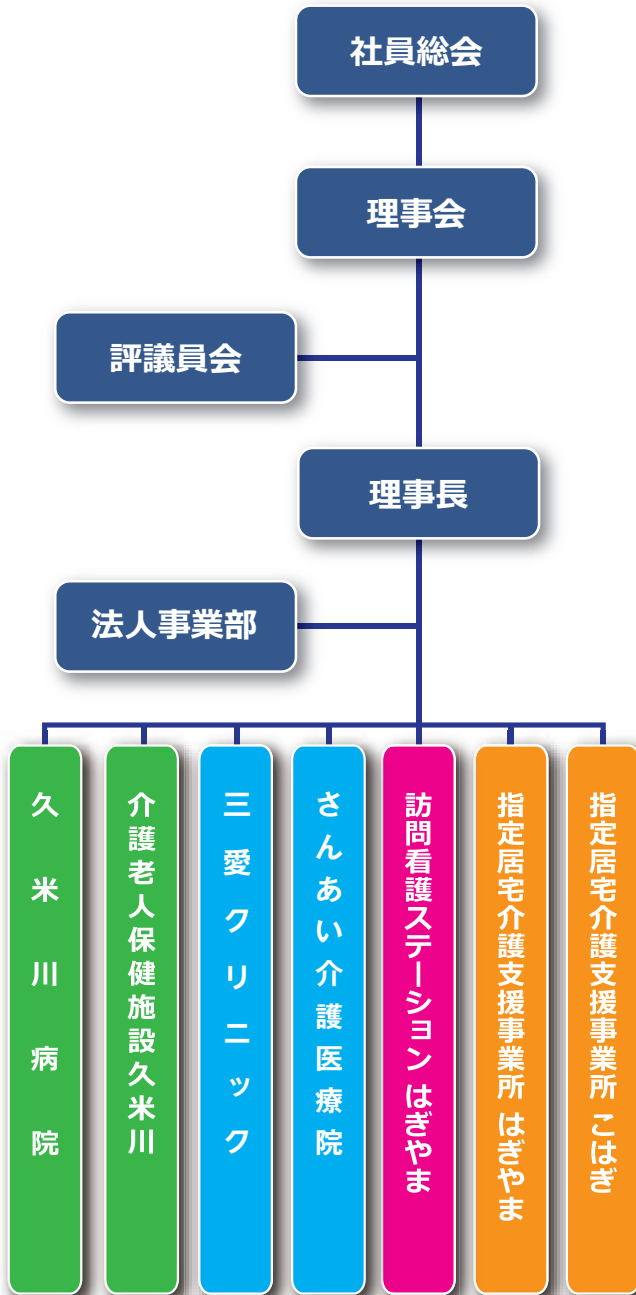 社員総会
理事会
評議員会
理事長
法人事業部
久米川病院
介護老人保健施設久米川
三愛クリニック
さんあい介護医療院
訪問看護ステーション はぎやま
指定居宅介護支援事業所 はぎやま
指定居宅介護支援事業所 こはぎ